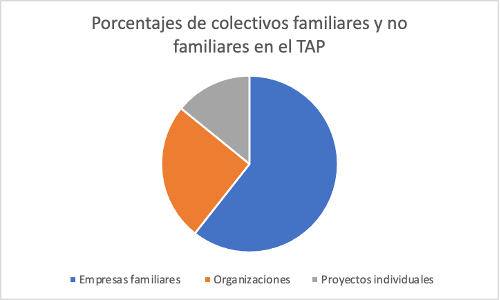 Porcentajes de colectivos familiares y no
familiares en el TAP
Empresas familiares
Organizaciones
Proyectos individuales